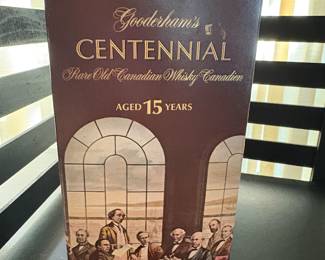 Gooderham's
CENTENNIAL
Rare Old Canadian Whisky Canadien
AGED 15 YEARS